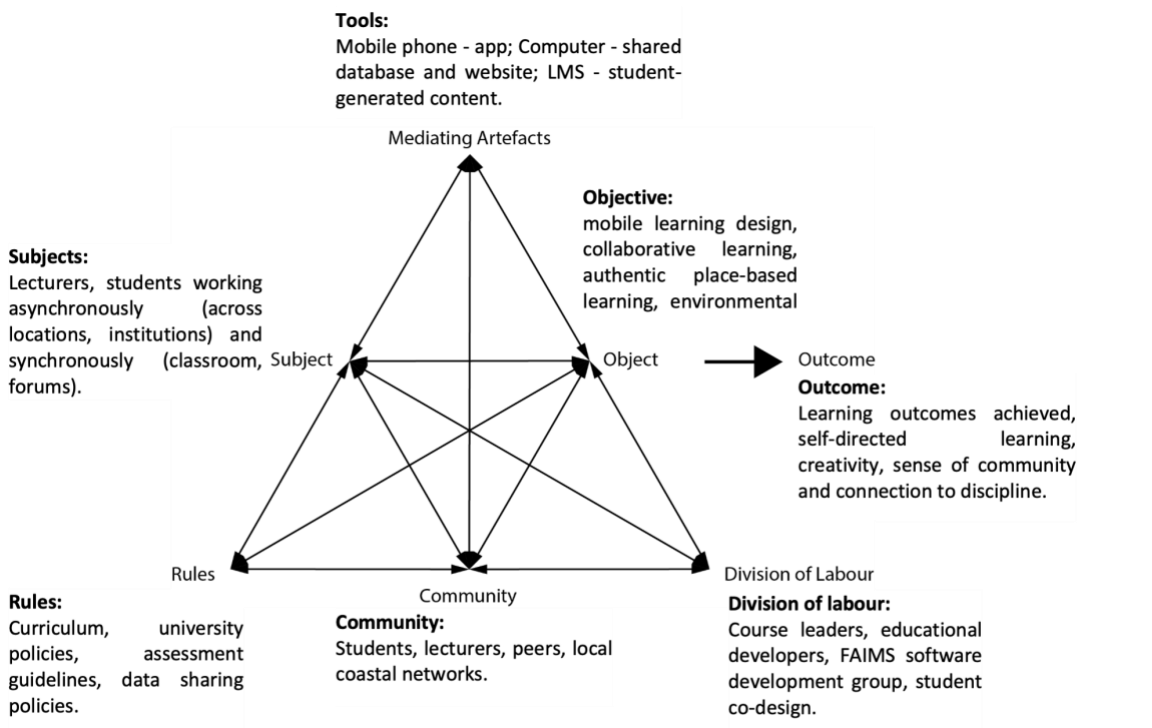 Tools:
Mobile phone - app; Computer - shared
database and website; LMS - student-
generated content.
Mediating Artefacts
Objective:
mobile learning design,
collaborative learning,
authentic place-based
learning, environmental
Subjects:
Lecturers, students working
asynchronously (across
locations, institutions) and
synchronously (classroom,
forums).
Subject
Object
Outcome
Outcome:
Learning outcomes achieved,
self-directed learning,
creativity, sense of community
and connection to discipline.
Rules
Rules:
Curriculum, university
policies, assessment
guidelines, data sharing
policies.
Community
Community:
Students, lecturers, peers, local
coastal networks.
Division of Labour
Division of labour:
Course leaders, educational
developers, FAIMS software
development group, student
co-design.